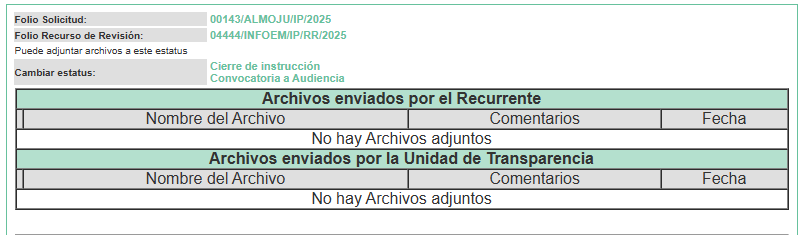 Folio Solicitud: 00143/ALMOJU/IP/2025
Folio Recurso de Revisión: 04444/INFOEM/IP/RR/2025
Puede adjuntar archivos a este estatus
Cambiar estatus: Cierre de instrucción
Convocatoria a Audiencia
Archivos enviados por el Recurrente
Nombre del Archivo Comentarios Fecha
No hay Archivos adjuntos
Archivos enviados por la Unidad de Transparencia
Nombre del Archivo Comentarios Fecha
No hay Archivos adjuntos